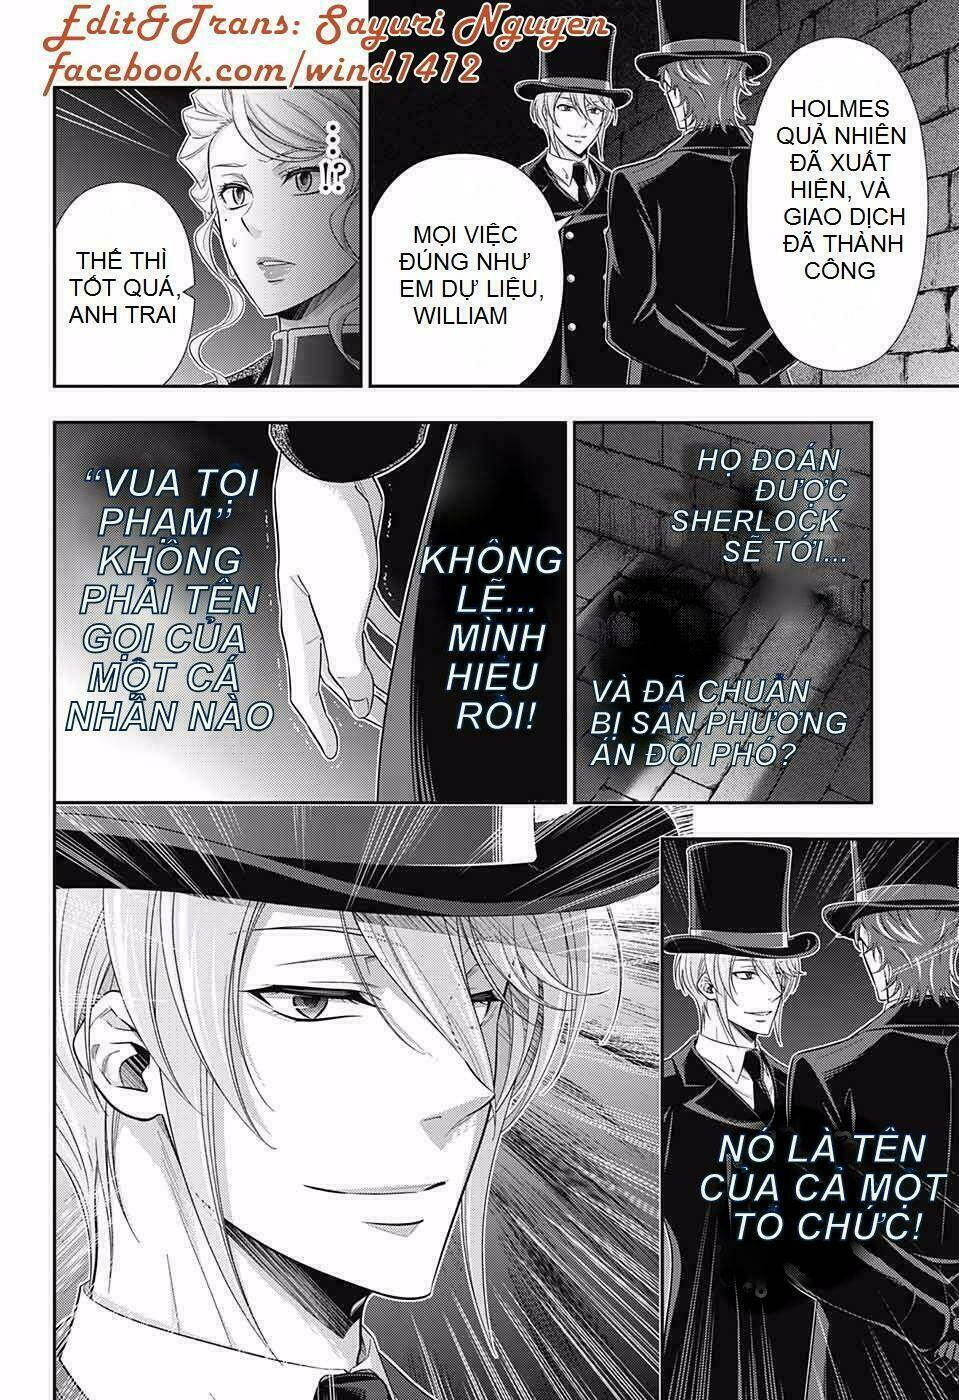 Edit&Trans: Sayuri Nguyen
facebook.com/wind1412
HOLMES
QUẢ NHIÊN
ĐÃ XUẤT
HIỆN, VÀ
GIAO DỊCH
ĐÃ THÀNH
CÔNG
MỌI VIỆC
ĐÚNG NHƯ
EM DỰ LIỆU,
WILLIAM
...!?
THẾ THÌ
TỐT QUÁ,
ANH TRAI
HỌ ĐOÁN
ĐƯỢC
SHERLOCK
SẼ TỚI...
VÀ ĐÃ CHUẨN
BỊ SẴN PHƯƠNG
ÁN ĐỐI PHÓ?
KHÔNG
LẼ...
MÌNH
HIỂU
RỒI!
“VUA TỘI
PHẠM”
KHÔNG
PHẢI TÊN
GỌI CỦA
MỘT CÁ
NHÂN NÀO
NÓ LÀ TÊN
CỦA CẢ MỘT
TỔ CHỨC!